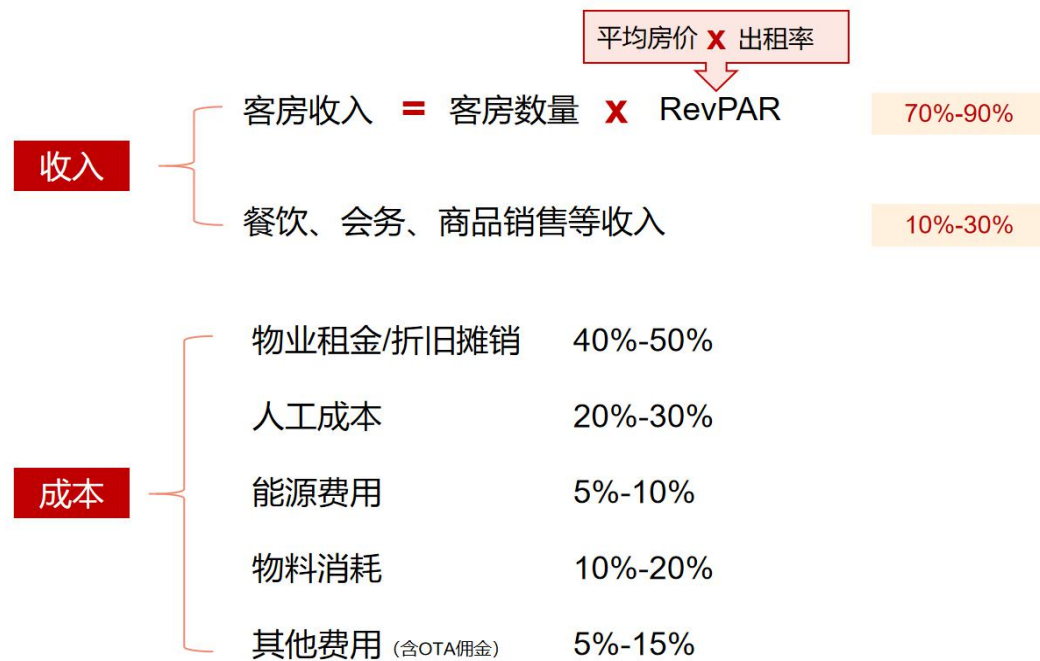 平均房价 x 出租率
客房收入 = 客房数量 x RevPAR 70%-90%
收入
餐饮、会务、商品销售等收入 10%-30%
物业租金/折旧摊销 40%-50%
人工成本 20%-30%
成本 能源费用 5%-10%
物料消耗 10%-20%
其他费用 (含OTA佣金) 5%-15%